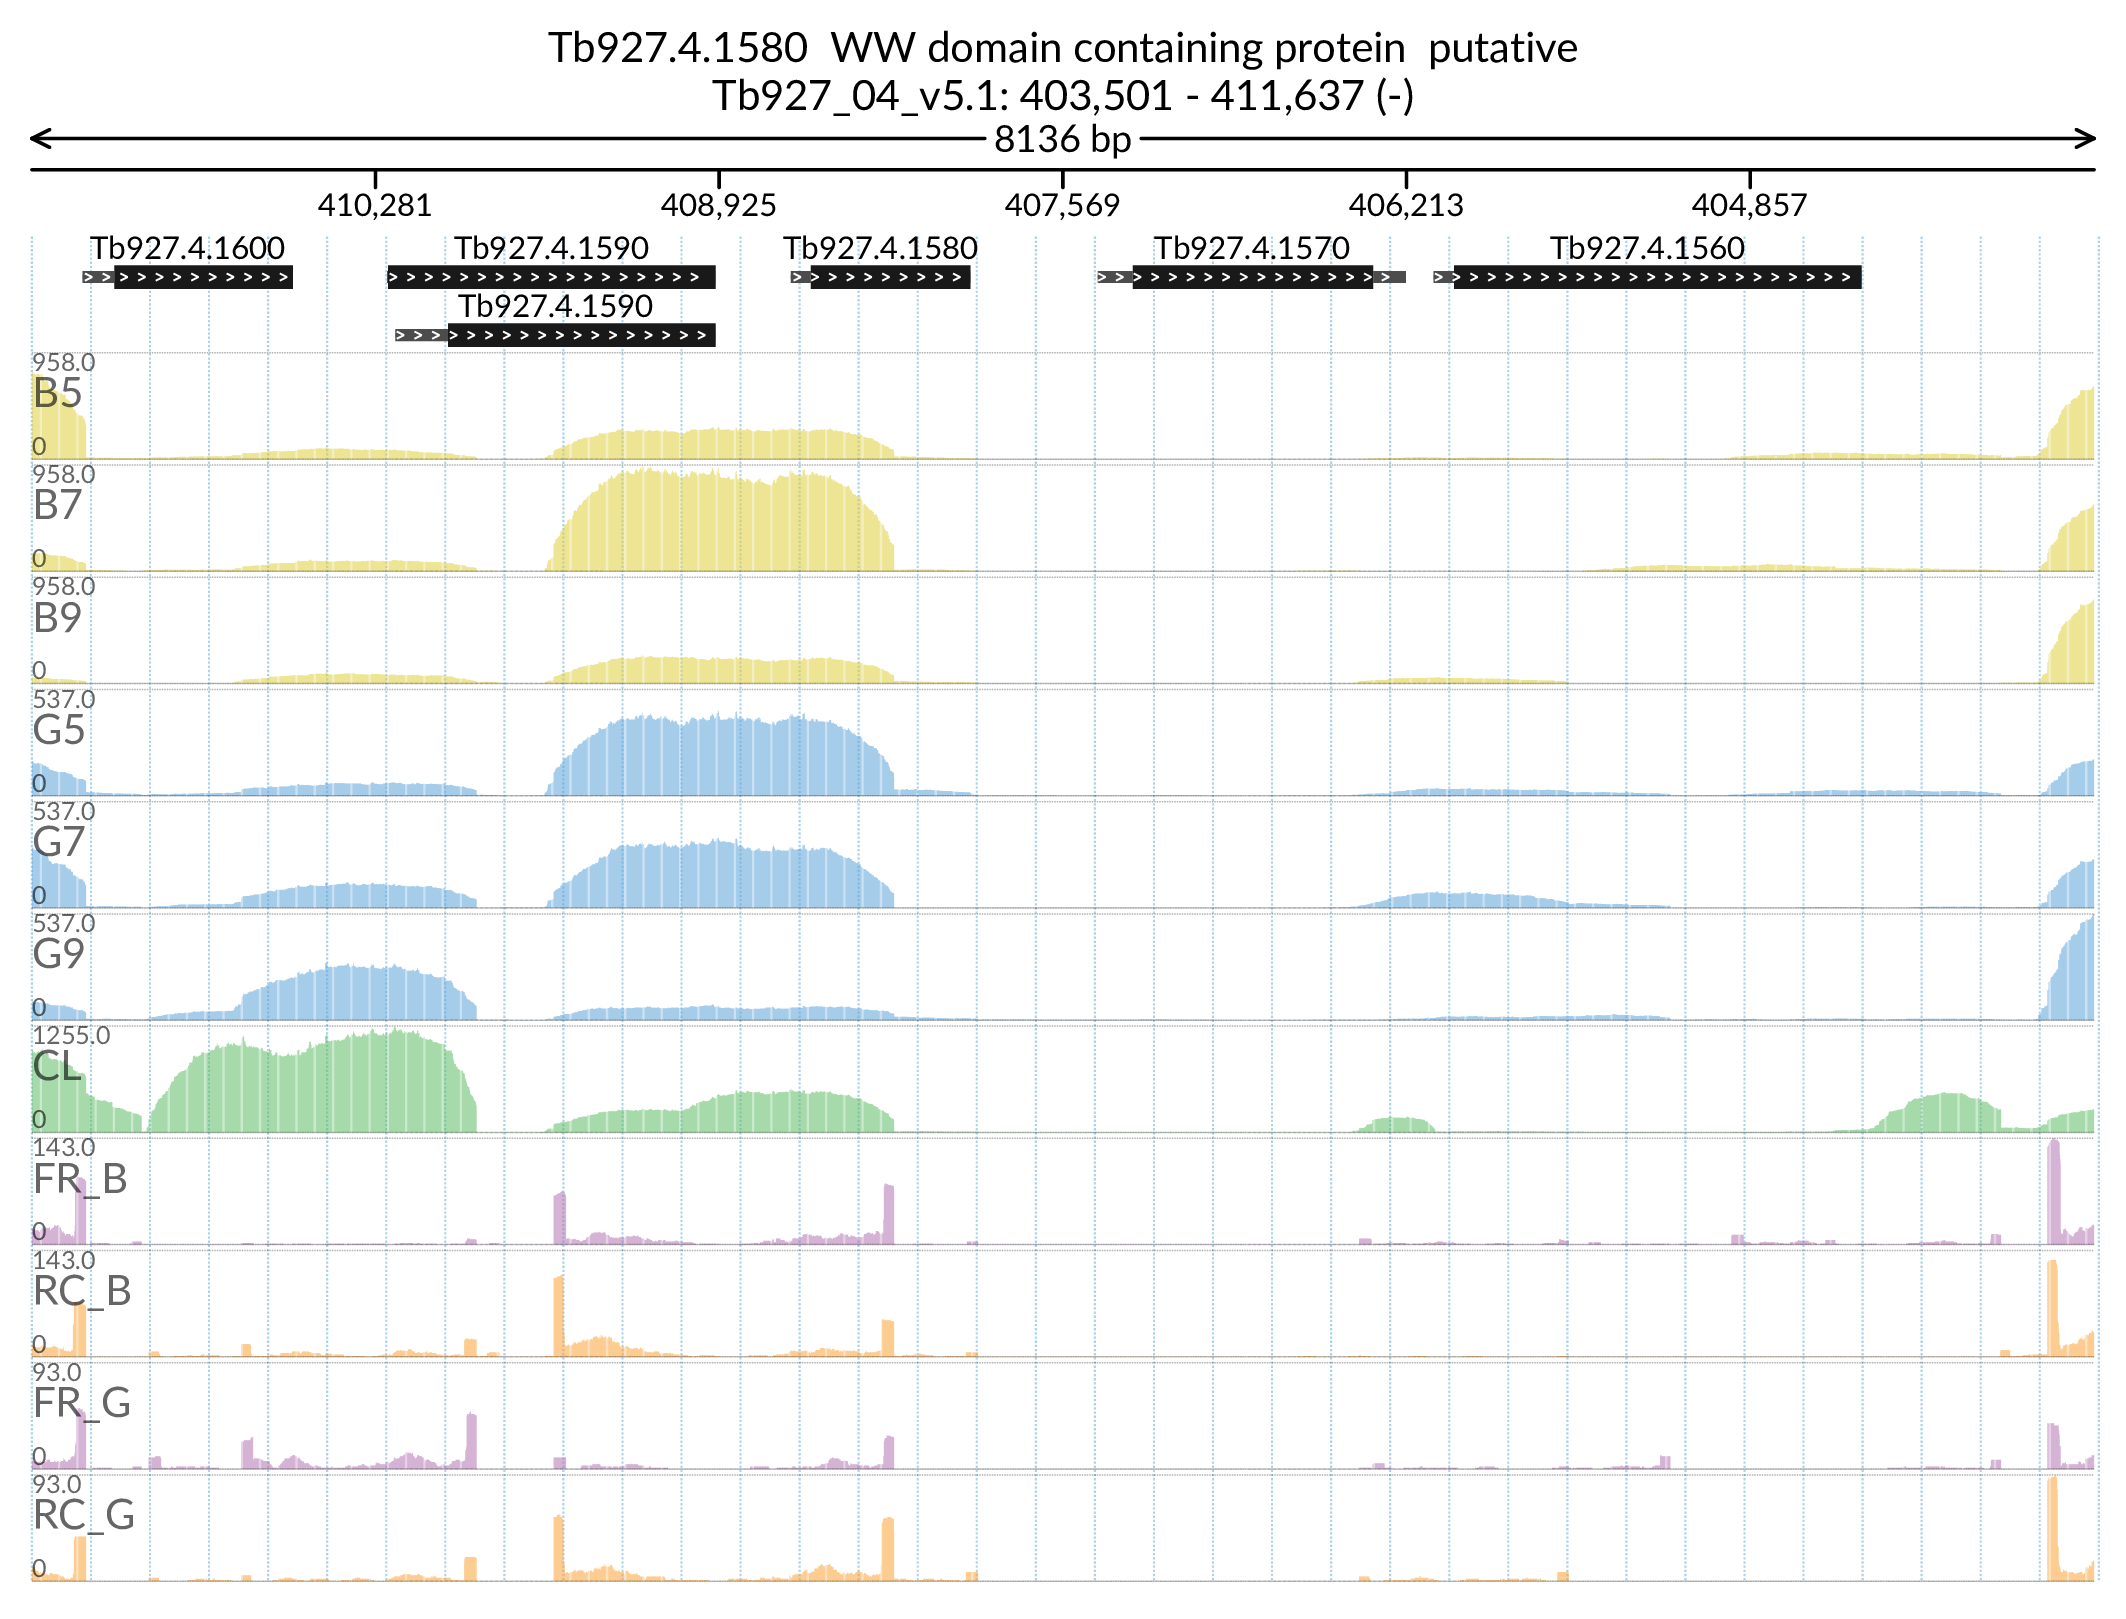 Tb927.4.1580  WW domain containing protein  putative
Tb927_04_v5.1: 403,501 - 411,637 (-)
8136 bp
410,281 408,925 407,569 406,213 404,857
Tb927.4.1600 Tb927.4.1590 Tb927.4.1580 Tb927.4.1570 Tb927.4.1560
Tb927.4.1590
958.0
B5
0
958.0
B7
0
958.0
B9
0
537.0
G5
0
537.0
G7
0
537.0
G9
0
1255.0
CL
0
143.0
FR_B
0
143.0
RC_B
0
93.0
FR_G
0
93.0
RC_G
0